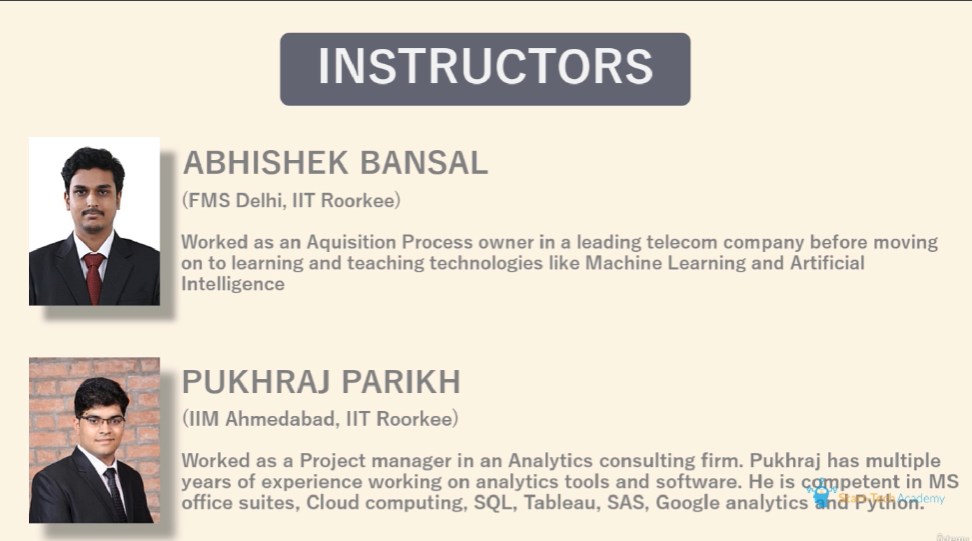 INSTRUCTORS
ABHISHEK BANSAL
(FMS Delhi, IIT Roorkee)
Worked as an Aquisition Process owner in a leading telecom company before moving
on to learning and teaching technologies like Machine Learning and Artificial
Intelligence
PUKHRAJ PARIKH
(IIM Ahmedabad, IIT Roorkee)
Worked as a Project manager in an Analytics consulting firm. Pukhraj has multiple
years of experience working on analytics tools and software. He is competent in MS
office suites, Cloud computing, SQL, Tableau, SAS, Google analytics and Python.
Start-Tech Academy
Udemy